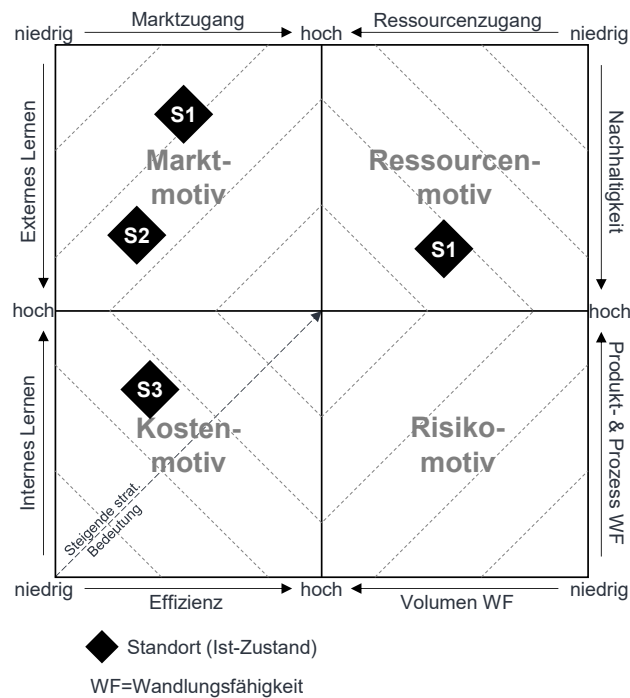 Marktzugang
Ressourcenzugang
niedrig
hoch
niedrig
Externes Lernen
S1
Markt-
motiv
S2
Ressourcen-
motiv
S1
Nachhaltigkeit
hoch
hoch
Internes Lernen
S3
Kosten-
motiv
Risiko-
motiv
Produkt- & Prozess WF
Steigende strat.
Bedeutung
niedrig
Effizienz
hoch
Volumen WF
niedrig
Standort (Ist-Zustand)
WF=Wandlungsfähigkeit